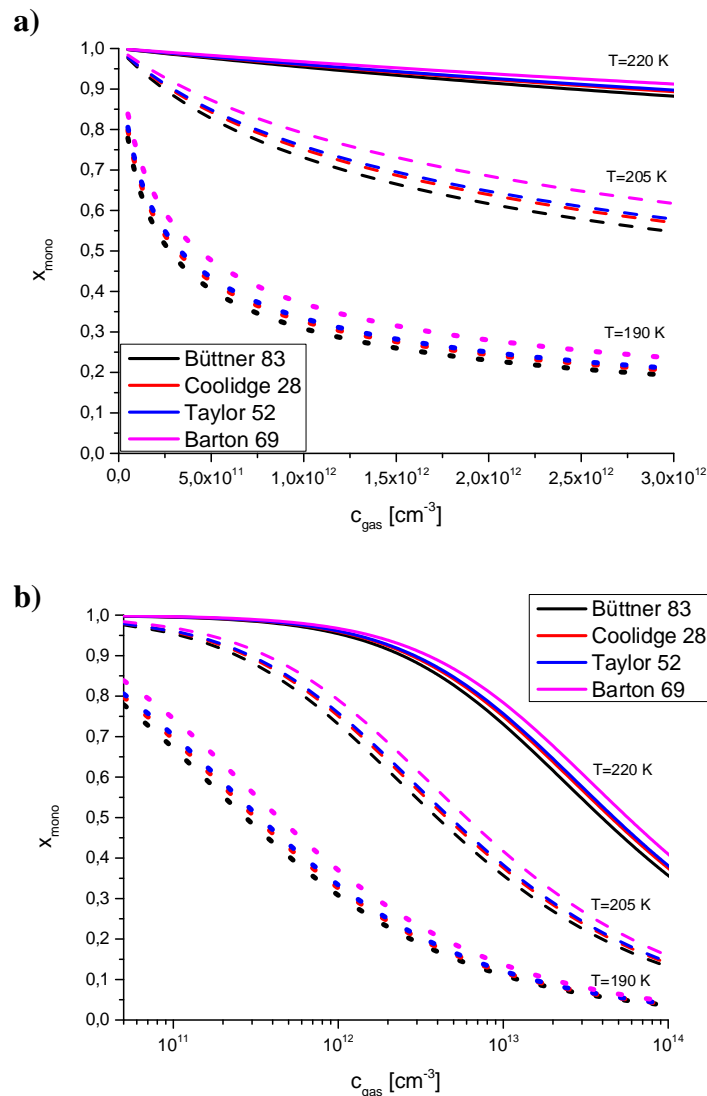 a)
1,0
0,9
0,8
0,7
0,6
0,5
0,4
0,3
0,2
0,1
0,0
x_mono
T=220 K
T=205 K
T=190 K
Büttner 83
Coolidge 28
Taylor 52
Barton 69
0,0 5,0x10^11 1,0x10^12 1,5x10^12 2,0x10^12 2,5x10^12 3,0x10^12
c_gas [cm^-3]
b)
Büttner 83
Coolidge 28
Taylor 52
Barton 69
1,0
0,9
0,8
0,7
0,6
0,5
0,4
0,3
0,2
0,1
0,0
x_mono
T=220 K
T=205 K
T=190 K
10^11 10^12 10^13 10^14
c_gas [cm^-3]